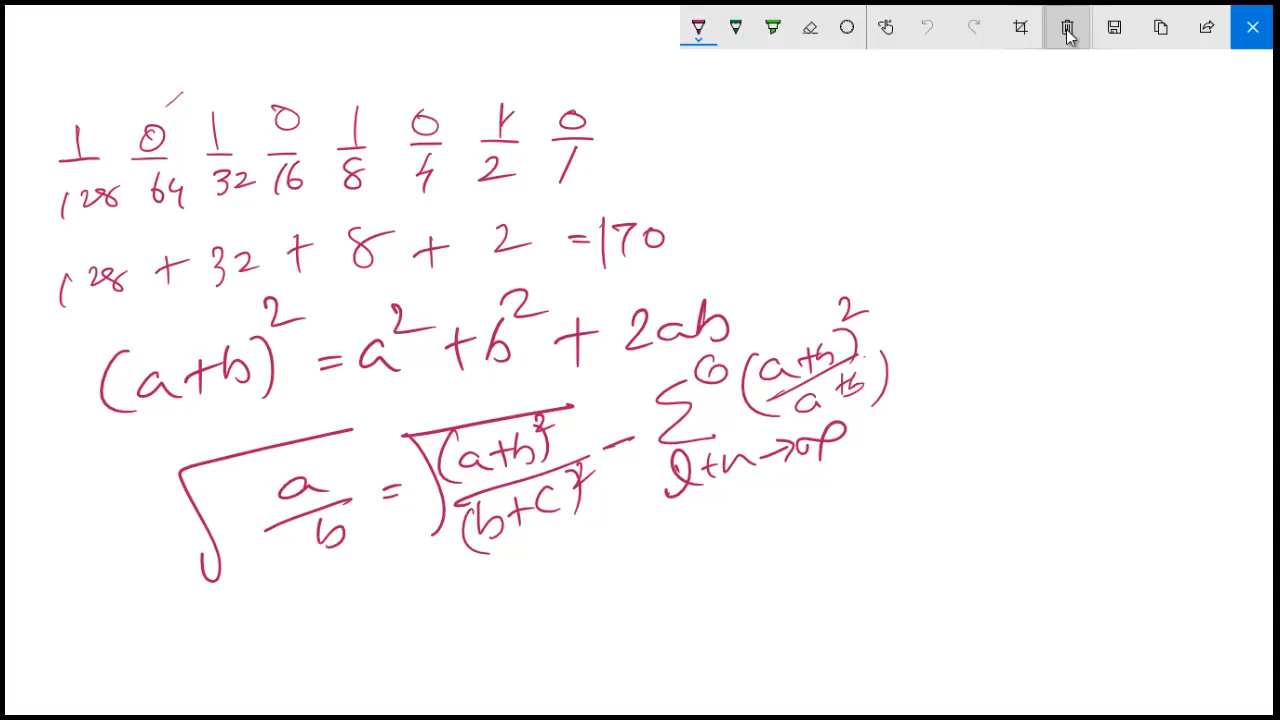 1 0 1 0 1 0 1 0
128 64 32 16 8 4 2 1
128 + 32 + 8 + 2 = 170
(a+b)² = a² + b² + 2ab
√(a/b) = √((a+b)²/(b+c)²) - Σ ((a+b)²/(a+b))